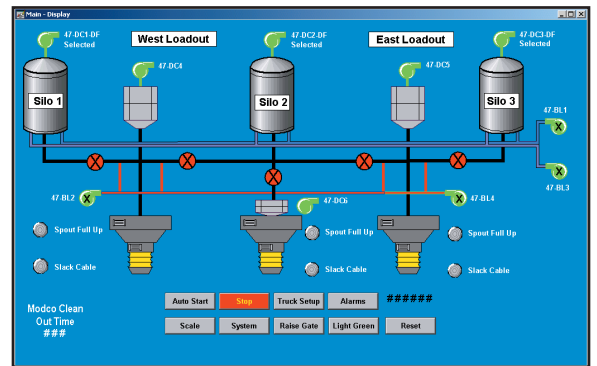 Main - Display
47-DC1-DF
Selected
West Loadout
47-DC2-DF
Selected
East Loadout
47-DC3-DF
Selected
47-DC4
47-DC5
Silo 1
Silo 2
Silo 3
47-BL1
X
X
X
X
X
X
47-BL3
X
47-BL2
X
47-DC6
X
47-BL4
X
Spout Full Up
Spout Full Up
Spout Full Up
Slack Cable
Slack Cable
Slack Cable
Modco Clean
Out Time
###
Auto Start
Stop
Truck Setup
Alarms
######
Scale
System
Raise Gate
Light Green
Reset